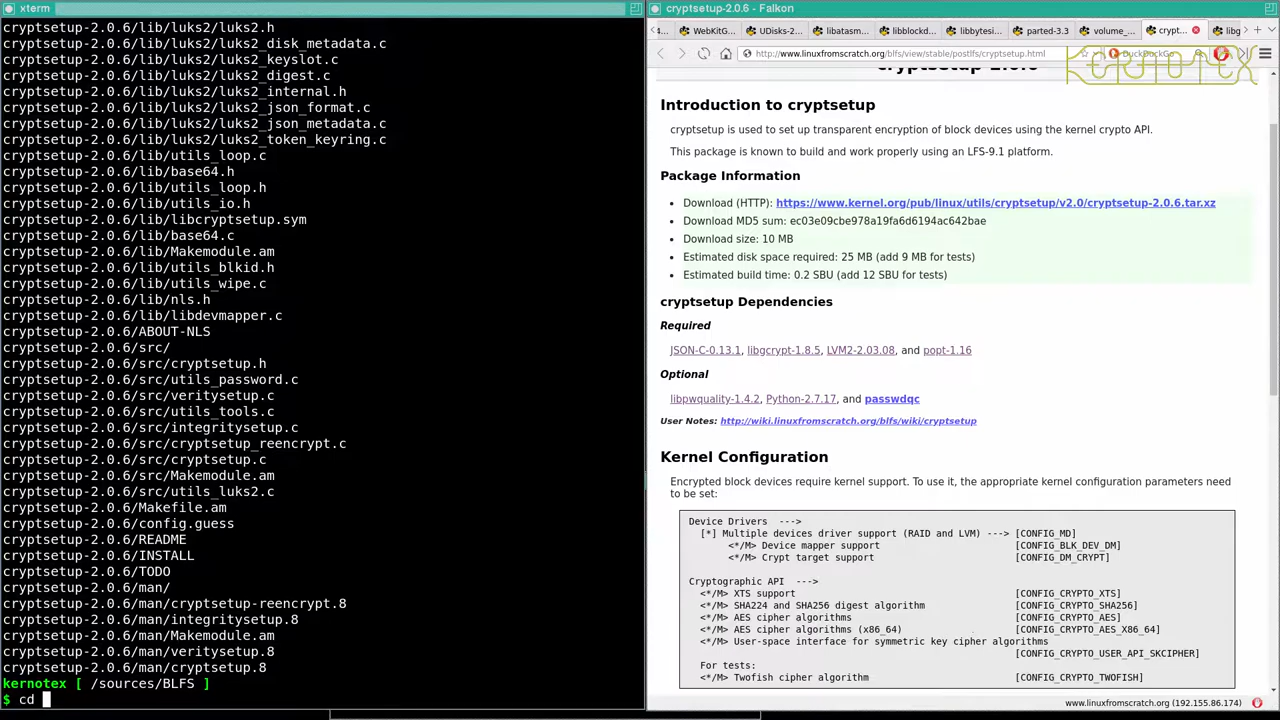 xterm
cryptsetup-2.0.6/lib/luks2/luks2.h
cryptsetup-2.0.6/lib/luks2/luks2_disk_metadata.c
cryptsetup-2.0.6/lib/luks2/luks2_keyslot.c
cryptsetup-2.0.6/lib/luks2/luks2_digest.c
cryptsetup-2.0.6/lib/luks2/luks2_internal.h
cryptsetup-2.0.6/lib/luks2/luks2_json_format.c
cryptsetup-2.0.6/lib/luks2/luks2_json_metadata.c
cryptsetup-2.0.6/lib/luks2/luks2_token_keyring.c
cryptsetup-2.0.6/lib/utils_loop.c
cryptsetup-2.0.6/lib/base64.h
cryptsetup-2.0.6/lib/utils_loop.h
cryptsetup-2.0.6/lib/utils_io.h
cryptsetup-2.0.6/lib/libcryptsetup.sym
cryptsetup-2.0.6/lib/base64.c
cryptsetup-2.0.6/lib/Makemodule.am
cryptsetup-2.0.6/lib/utils_blkid.h
cryptsetup-2.0.6/lib/utils_wipe.c
cryptsetup-2.0.6/lib/nls.h
cryptsetup-2.0.6/lib/libdevmapper.c
cryptsetup-2.0.6/ABOUT-NLS
cryptsetup-2.0.6/src/
cryptsetup-2.0.6/src/cryptsetup.h
cryptsetup-2.0.6/src/utils_password.c
cryptsetup-2.0.6/src/veritysetup.c
cryptsetup-2.0.6/src/utils_tools.c
cryptsetup-2.0.6/src/integritysetup.c
cryptsetup-2.0.6/src/cryptsetup_reencrypt.c
cryptsetup-2.0.6/src/cryptsetup.c
cryptsetup-2.0.6/src/Makemodule.am
cryptsetup-2.0.6/src/utils_luks2.c
cryptsetup-2.0.6/Makefile.am
cryptsetup-2.0.6/config.guess
cryptsetup-2.0.6/README
cryptsetup-2.0.6/INSTALL
cryptsetup-2.0.6/TODO
cryptsetup-2.0.6/man/
cryptsetup-2.0.6/man/cryptsetup-reencrypt.8
cryptsetup-2.0.6/man/integritysetup.8
cryptsetup-2.0.6/man/Makemodule.am
cryptsetup-2.0.6/man/veritysetup.8
cryptsetup-2.0.6/man/cryptsetup.8
kernotex [ /sources/BLFS ]
$ cd
cryptsetup-2.0.6 - Falkon
4... WebKitG... UDisks-2... libatasm... libblockd... libbytesi... parted-3.3 volume_... crypt... libg
http://www.linuxfromscratch.org/blfs/view/stable/postlfs/cryptsetup.html DuckDuckGo
KERNOTEX
cryptsetup-2.0.6
Introduction to cryptsetup
cryptsetup is used to set up transparent encryption of block devices using the kernel crypto API.
This package is known to build and work properly using an LFS-9.1 platform.
Package Information
• Download (HTTP): https://www.kernel.org/pub/linux/utils/cryptsetup/v2.0/cryptsetup-2.0.6.tar.xz
• Download MD5 sum: ec03e09cbe978a19fa6d6194ac642bae
• Download size: 10 MB
• Estimated disk space required: 25 MB (add 9 MB for tests)
• Estimated build time: 0.2 SBU (add 12 SBU for tests)
cryptsetup Dependencies
Required
JSON-C-0.13.1, libgcrypt-1.8.5, LVM2-2.03.08, and popt-1.16
Optional
libpwquality-1.4.2, Python-2.7.17, and passwdqc
User Notes: http://wiki.linuxfromscratch.org/blfs/wiki/cryptsetup
Kernel Configuration
Encrypted block devices require kernel support. To use it, the appropriate kernel configuration parameters need
to be set:
Device Drivers --->
[*] Multiple devices driver support (RAID and LVM) ---> [CONFIG_MD]
<*/M> Device mapper support [CONFIG_BLK_DEV_DM]
<*/M> Crypt target support [CONFIG_DM_CRYPT]
Cryptographic API --->
<*/M> XTS support [CONFIG_CRYPTO_XTS]
<*/M> SHA224 and SHA256 digest algorithm [CONFIG_CRYPTO_SHA256]
<*/M> AES cipher algorithms [CONFIG_CRYPTO_AES]
<*/M> AES cipher algorithms (x86_64) [CONFIG_CRYPTO_AES_X86_64]
<*/M> User-space interface for symmetric key cipher algorithms
[CONFIG_CRYPTO_USER_API_SKCIPHER]
For tests:
<*/M> Twofish cipher algorithm [CONFIG_CRYPTO_TWOFISH]
www.linuxfromscratch.org (192.155.86.174)